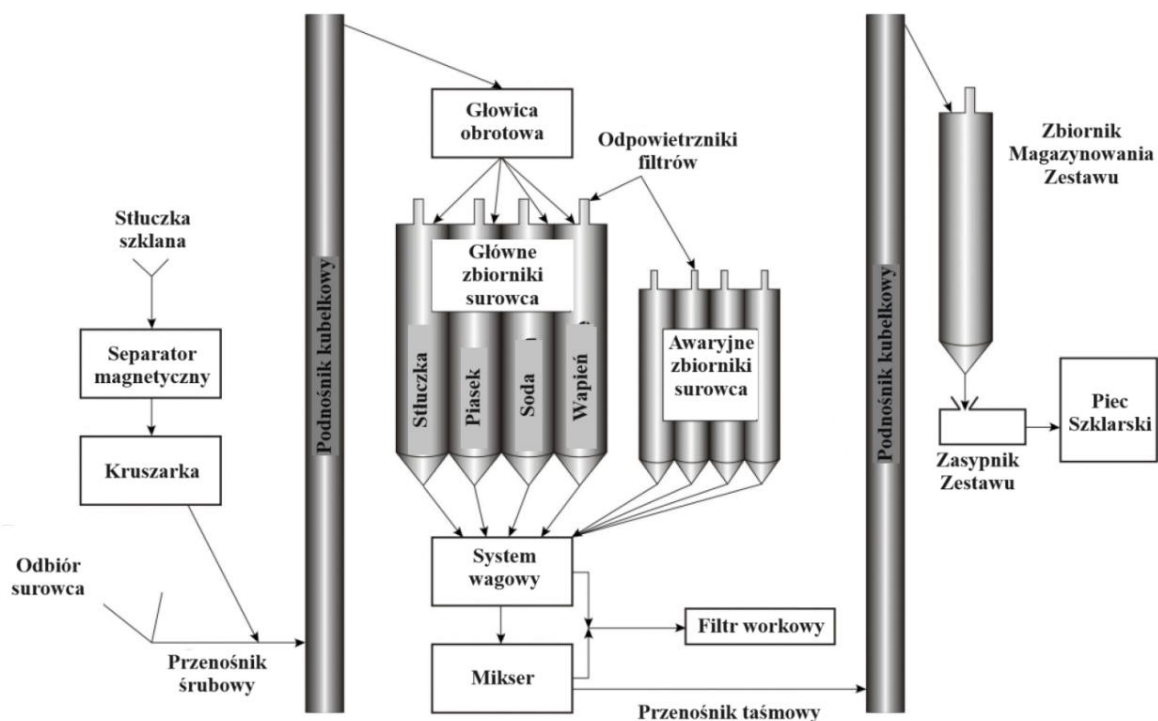 Stłuczka
szklana
Separator
magnetyczny
Kruszarka
Odbiór
surowca
Przenośnik
śrubowy
Podnośnik kubełkowy
Głowica
obrotowa
Odpowietrzniki
filtrów
Główne
zbiorniki
surowca
Stłuczka
Piasek
Soda
Wapień
Awaryjne
zbiorniki
surowca
System
wagowy
Filtr workowy
Mikser
Przenośnik taśmowy
Podnośnik kubełkowy
Zbiornik
Magazynowania
Zestawu
Piec
Szklarski
Zasypnik
Zestawu